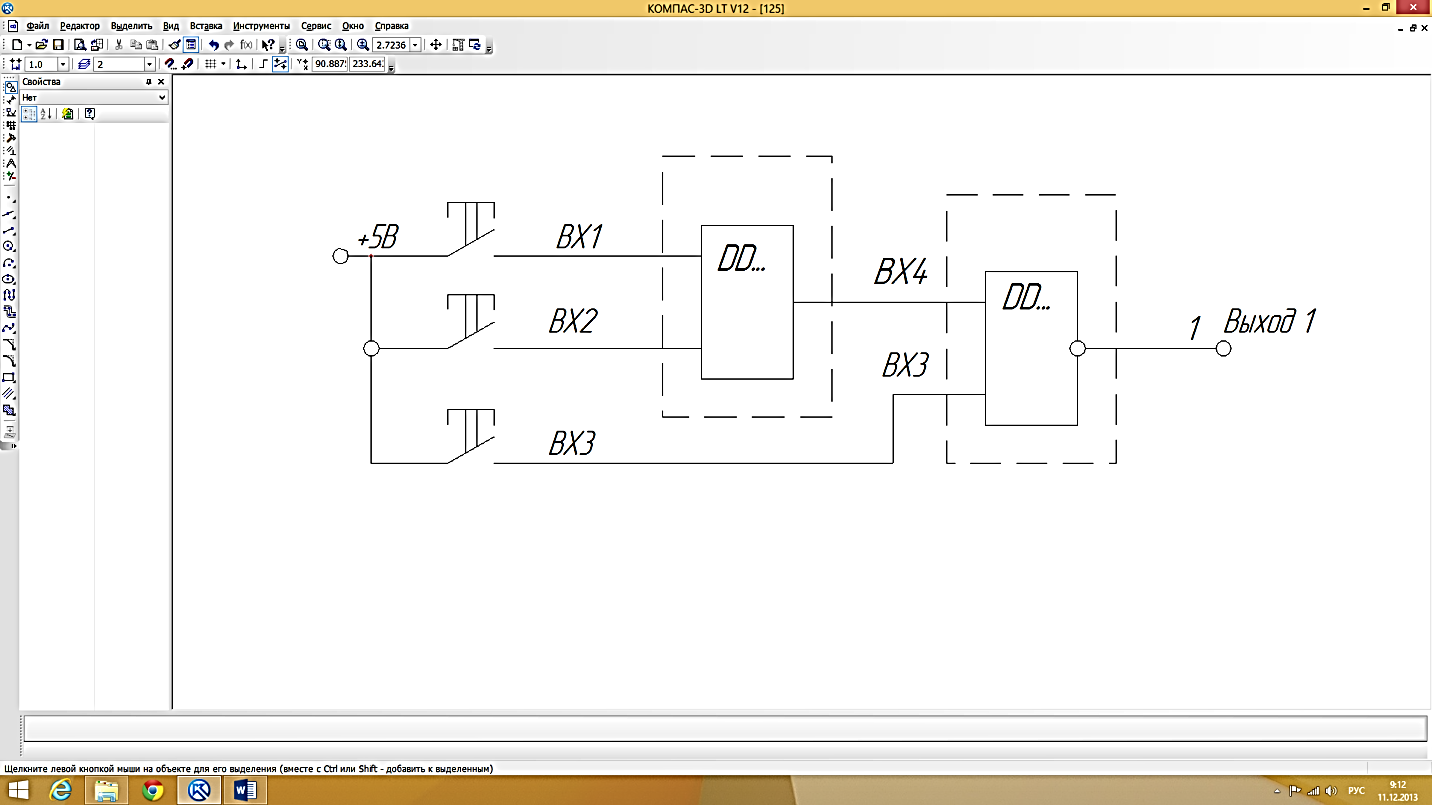 КОМПАС-3D LT V12 - [125]
Файл Редактор Выделить Вид Вставка Инструменты Сервис Окно Справка
2.7236
1.0 2 90.887 233.64
Свойства
Нет
+5В
ВХ1
DD...
ВХ4
DD...
ВХ2
1 Выход 1
ВХ3
ВХ3
Щелкните левой кнопкой мыши на объекте для его выделения (вместе с Ctrl или Shift - добавить к выделенным)
РУС
9:12
11.12.2013